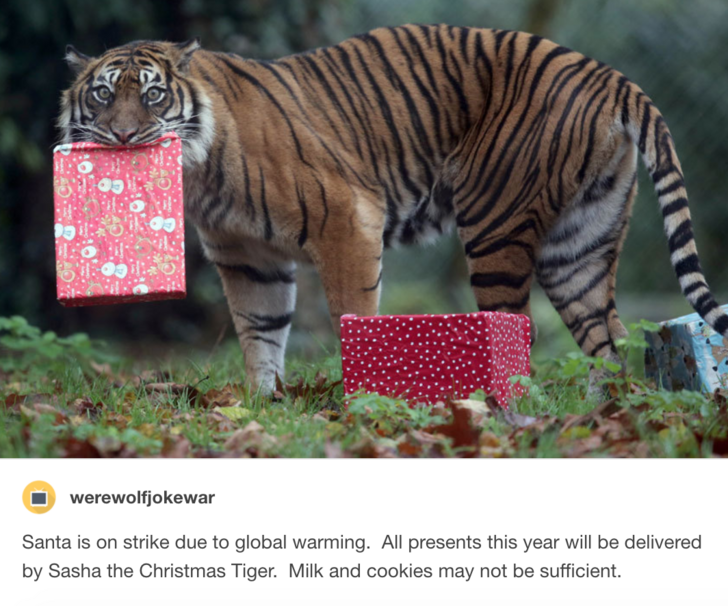 werewolfjokewar
Santa is on strike due to global warming.  All presents this year will be delivered
by Sasha the Christmas Tiger.  Milk and cookies may not be sufficient.